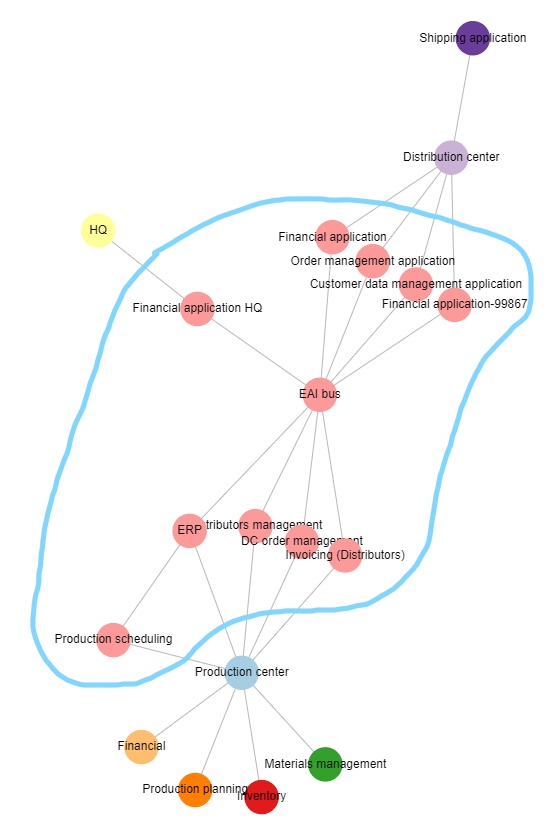 Shipping application
Distribution center
HQ
Financial application
Order management application
Customer data management application
Financial application-99867
Financial application HQ
EAI bus
ERP
tributors management
DC order management
Invoicing (Distributors)
Production scheduling
Production center
Financial
Materials management
Production planning
Inventory